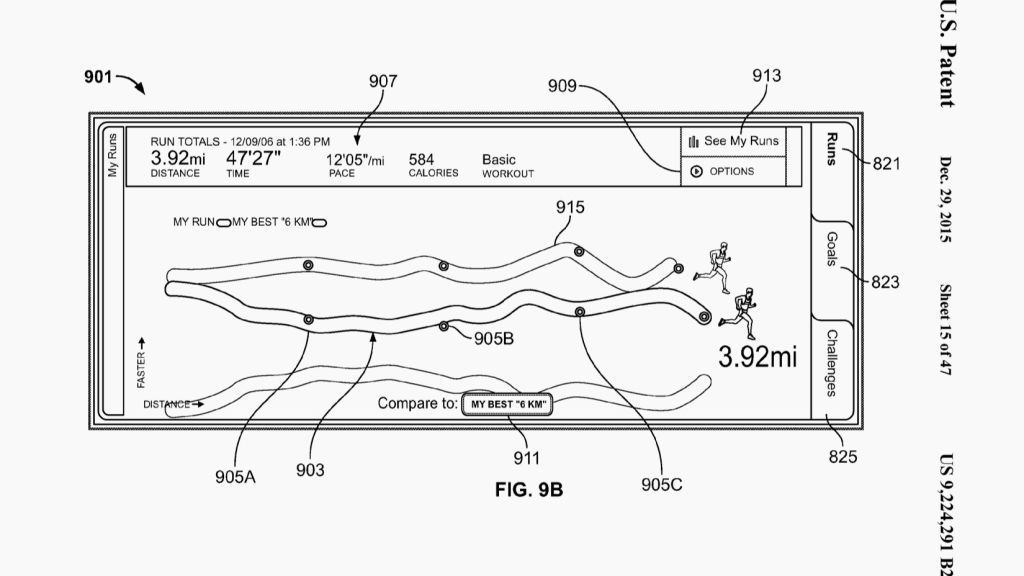 U.S. Patent
Dec. 29, 2015
Sheet 15 of 47
US 9,224,291 B2
901
907
909
913
My Runs
RUN TOTALS - 12/09/06 at 1:36 PM
3.92mi 47'27" 12'05"/mi 584 Basic
DISTANCE TIME PACE CALORIES WORKOUT
See My Runs
OPTIONS
Runs
821
Goals
823
Challenges
825
MY RUN MY BEST "6 KM"
915
905B
3.92mi
FASTER
DISTANCE
Compare to: MY BEST "6 KM"
905A
903
911
905C
FIG. 9B